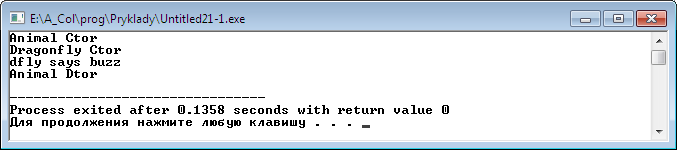 E:\A_Col\prog\Pryklady\Untitled21-1.exe
Animal Ctor
Dragonfly Ctor
dfly says buzz
Animal Dtor
--------------------------------
Process exited after 0.1358 seconds with return value 0
Для продолжения нажмите любую клавишу . . . _